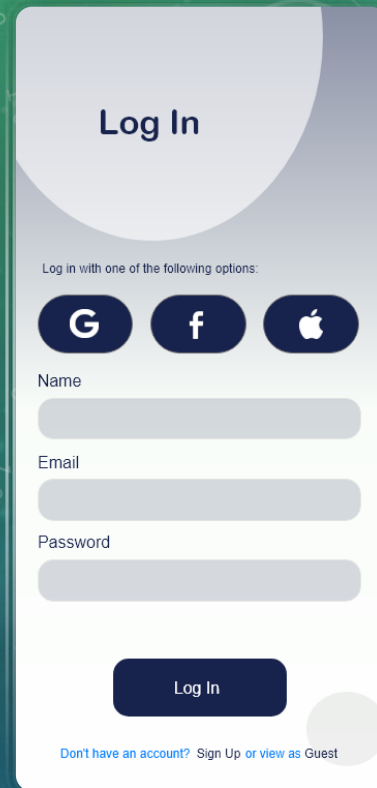 Log In
Log in with one of the following options:
G f
Name
Email
Password
Log In
Don't have an account? Sign Up or view as Guest